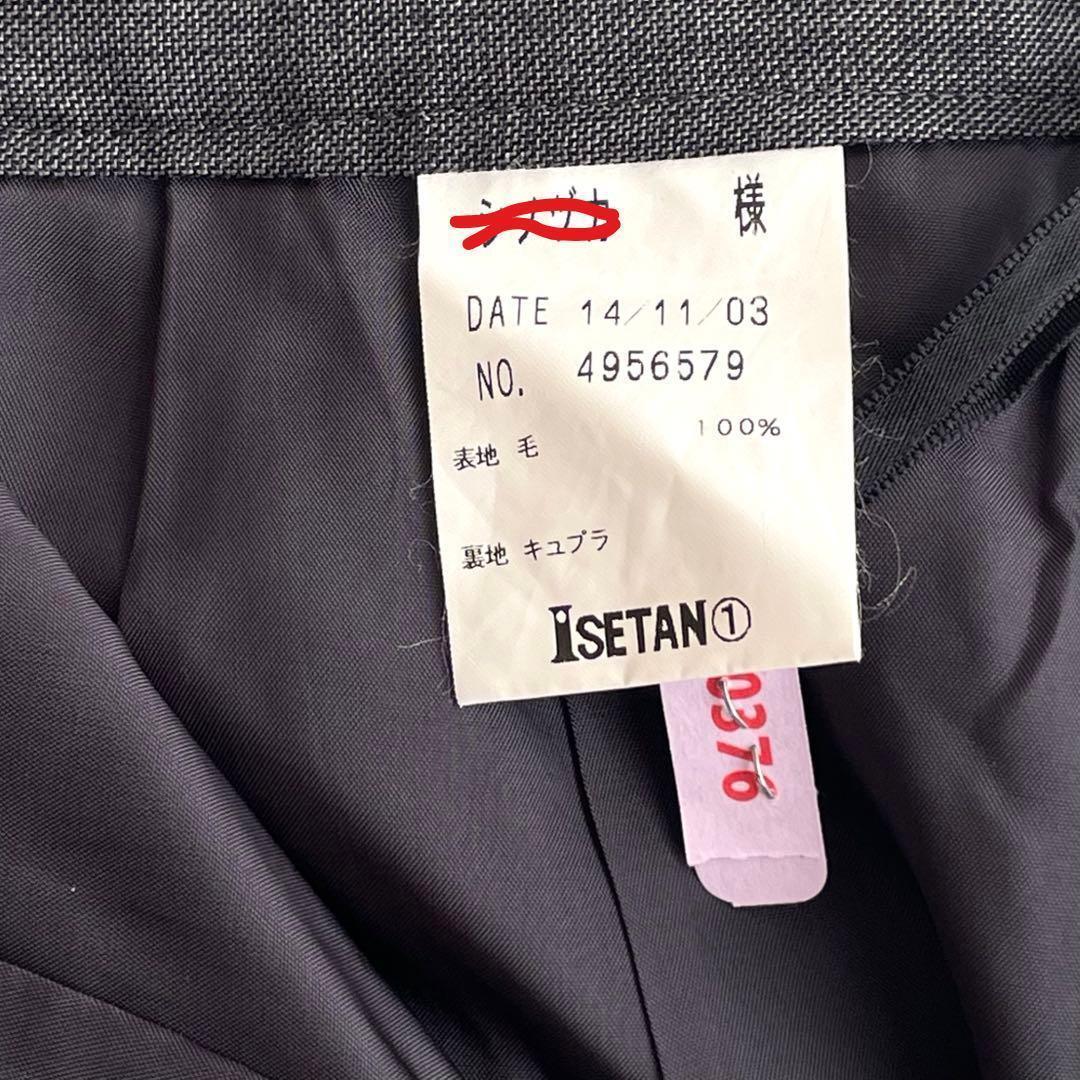 様
DATE 14/11/03
NO. 4956579
表地 毛 100%
裏地 キュプラ
ISETAN①
0376